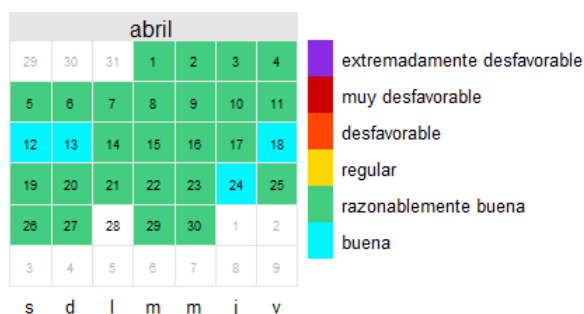 abril
29 30 31 1 2 3 4
5 6 7 8 9 10 11
12 13 14 15 16 17 18
19 20 21 22 23 24 25
26 27 28 29 30 1 2
3 4 5 6 7 8 9
s d l m m j v
extremadamente desfavorable
muy desfavorable
desfavorable
regular
razonablemente buena
buena